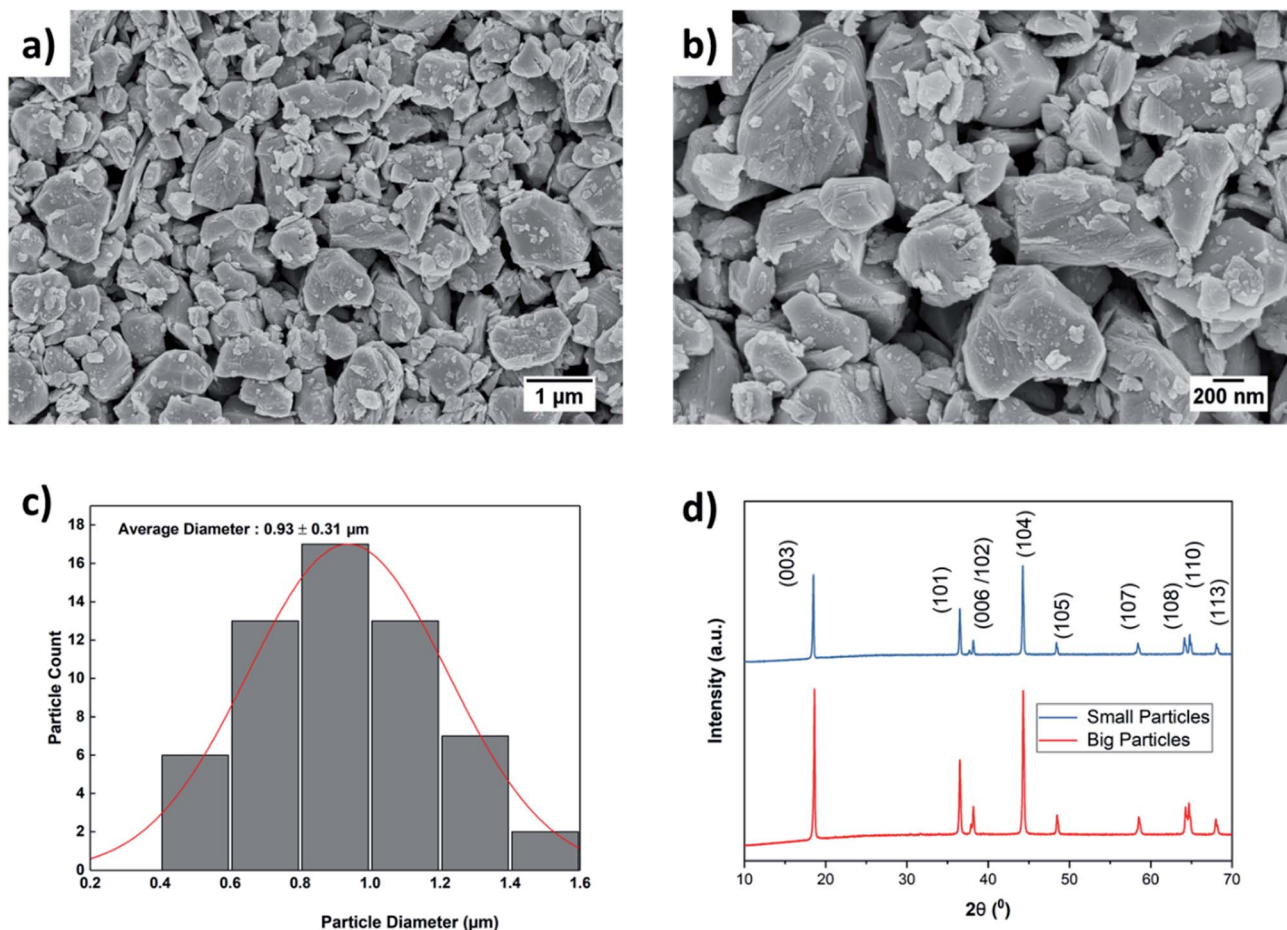 a)
1 µm
b)
200 nm
c)
Average Diameter : 0.93 ± 0.31 µm
Particle Count
18
16
14
12
10
8
6
4
2
0
0.2 0.4 0.6 0.8 1.0 1.2 1.4 1.6
Particle Diameter (µm)
d)
Intensity (a.u.)
(003)
(101)
(006 /102)
(104)
(105)
(107)
(108)
(110)
(113)
Small Particles
Big Particles
10 20 30 40 50 60 70
2θ (⁰)